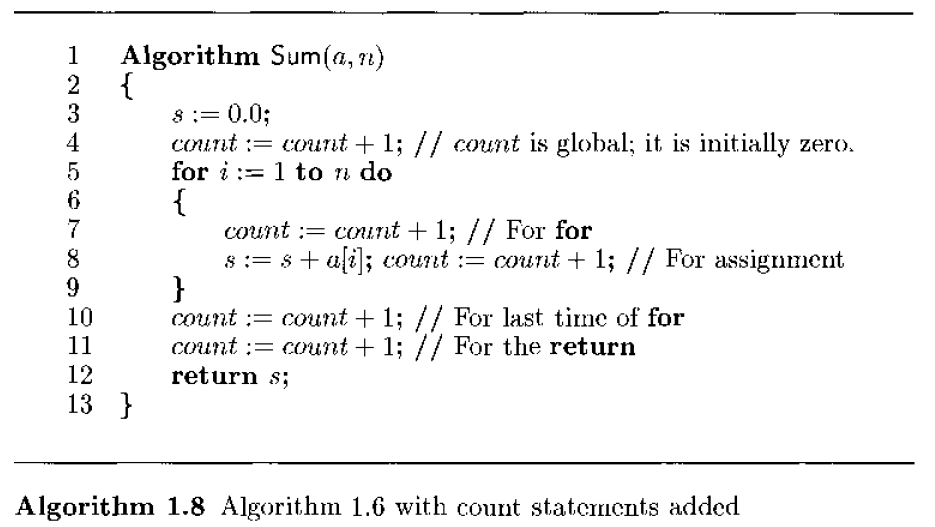 1 Algorithm Sum(a, n)
2 {
3 s := 0.0;
4 count := count + 1; // count is global; it is initially zero.
5 for i := 1 to n do
6 {
7 count := count + 1; // For for
8 s := s + a[i]; count := count + 1; // For assignment
9 }
10 count := count + 1; // For last time of for
11 count := count + 1; // For the return
12 return s;
13 }
Algorithm 1.8 Algorithm 1.6 with count statements added